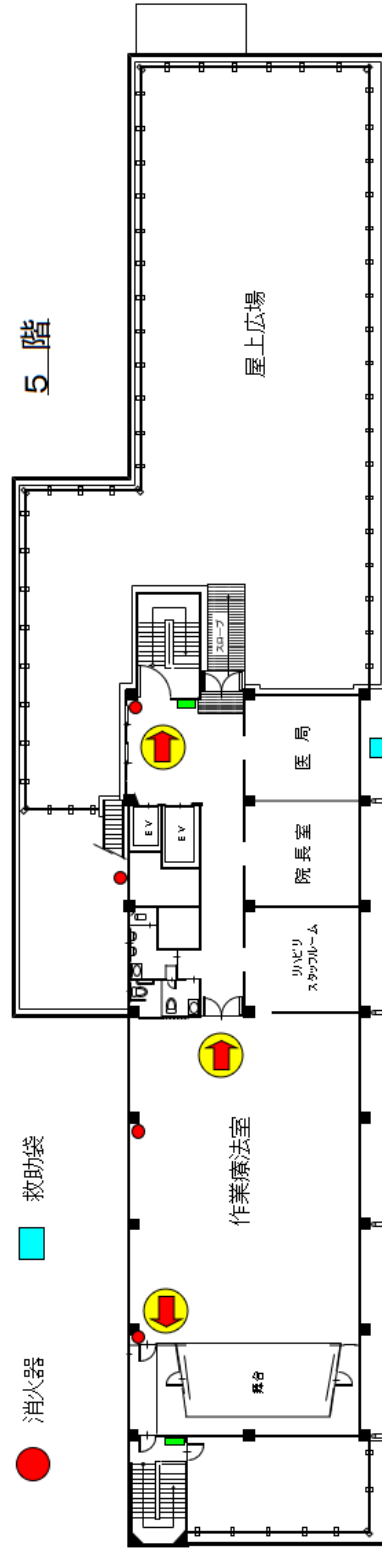 5 階
消火器
救助袋
屋上広場
スロープ
EV
EV
医 局
院 長 室
リハビリ
スタッフルーム
作業療法室
舞台